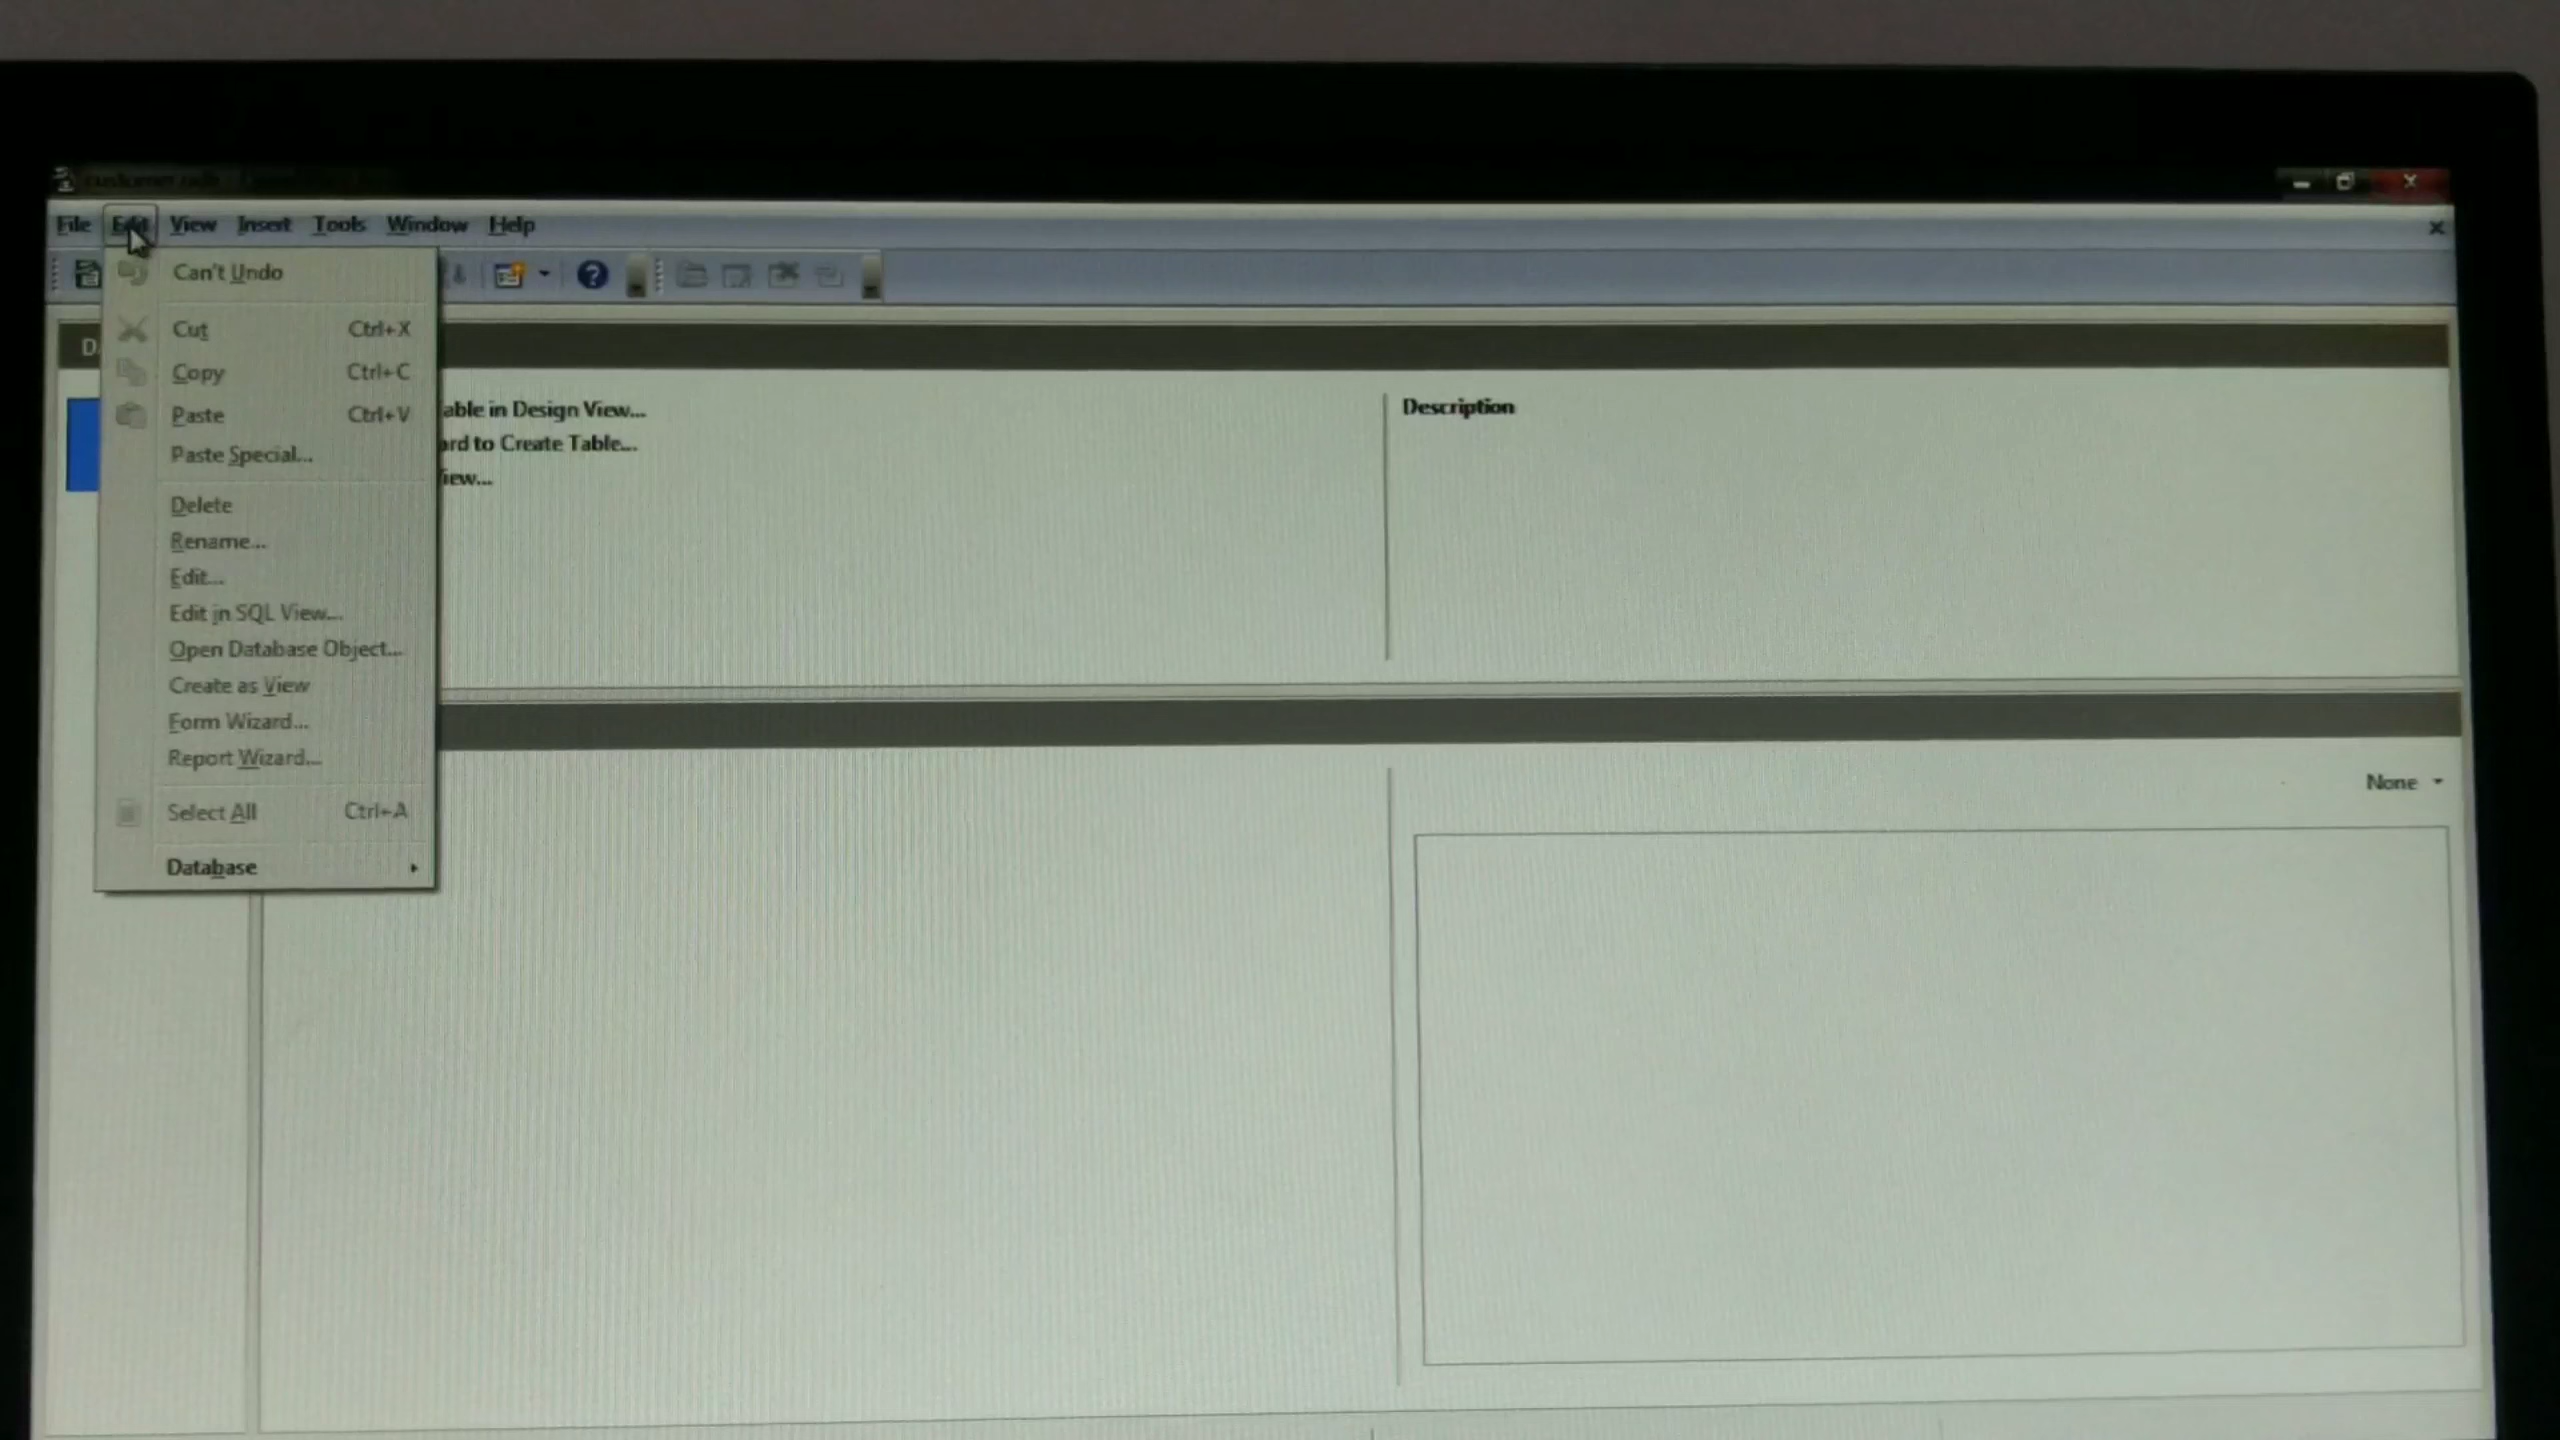 File Edit View Insert Tools Window Help
Can't Undo
Cut Ctrl+X
Copy Ctrl+C
Paste Ctrl+V
Paste Special...
Delete
Rename...
Edit...
Edit in SQL View...
Open Database Object...
Create as View
Form Wizard...
Report Wizard...
Select All Ctrl+A
Database
able in Design View...
ard to Create Table...
iew...
Description
None